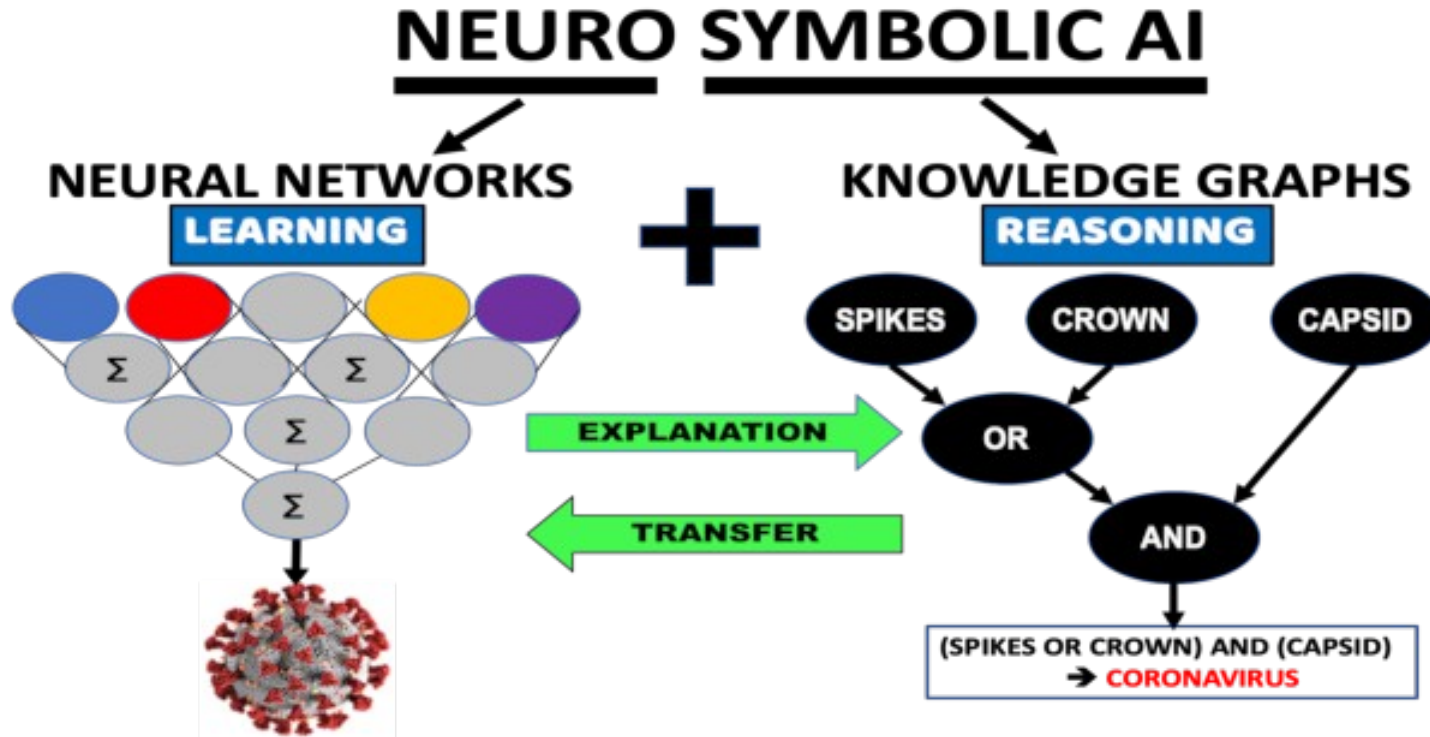 NEURO SYMBOLIC AI
NEURAL NETWORKS
LEARNING
KNOWLEDGE GRAPHS
REASONING
Σ
Σ
Σ
Σ
EXPLANATION
TRANSFER
SPIKES
CROWN
CAPSID
OR
AND
(SPIKES OR CROWN) AND (CAPSID)
➔ CORONAVIRUS